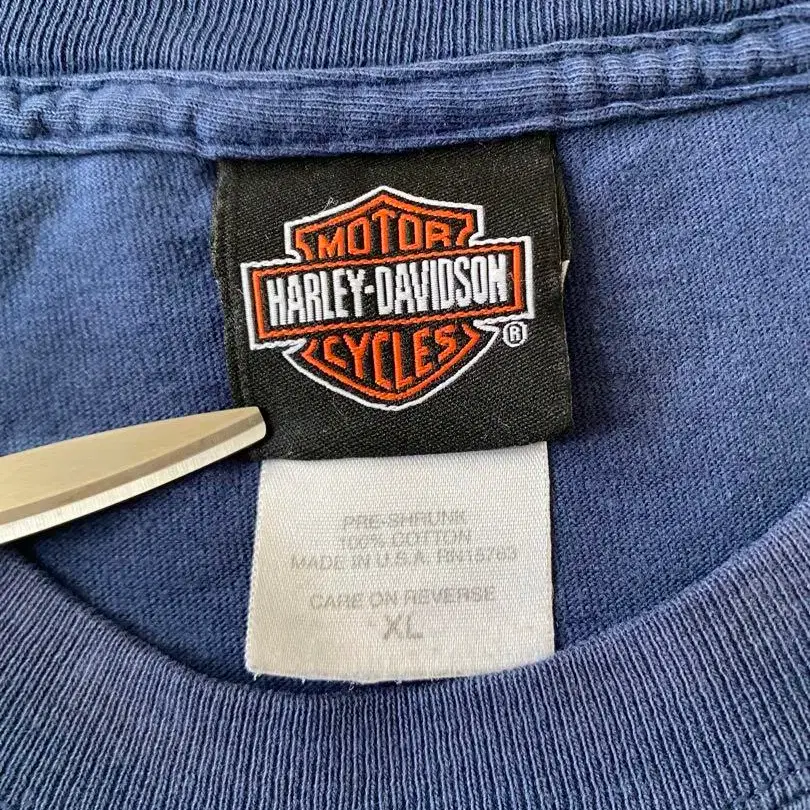 MOTOR
HARLEY-DAVIDSON
CYCLES
®
PRE-SHRUNK
100% COTTON
MADE IN U.S.A. RN15763
CARE ON REVERSE
XL